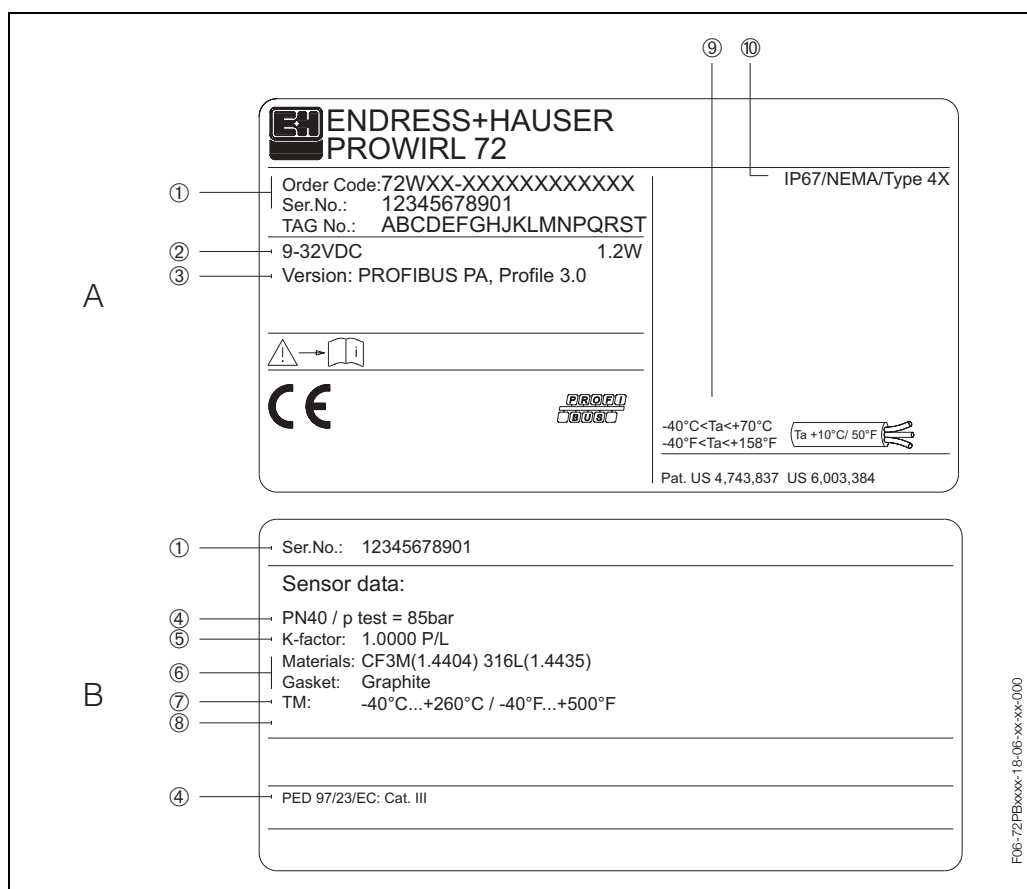 ⑨ ⑩
A
E+H ENDRESS+HAUSER
PROWIRL 72
IP67/NEMA/Type 4X
① Order Code:72WXX-XXXXXXXXXXXX
Ser.No.: 12345678901
TAG No.: ABCDEFGHJKLMNPQRST
② 9-32VDC 1.2W
③ Version: PROFIBUS PA, Profile 3.0
i
CE
PROFI
BUS
-40°C<Ta<+70°C
-40°F<Ta<+158°F
Ta +10°C/ 50°F
Pat. US 4,743,837 US 6,003,384
B
① Ser.No.: 12345678901
Sensor data:
④ PN40 / p test = 85bar
⑤ K-factor: 1.0000 P/L
⑥ Materials: CF3M(1.4404) 316L(1.4435)
Gasket: Graphite
⑦ TM: -40°C...+260°C / -40°F...+500°F
⑧
④ PED 97/23/EC: Cat. III
F06-72PBxxxx-18-06-xx-xx-000